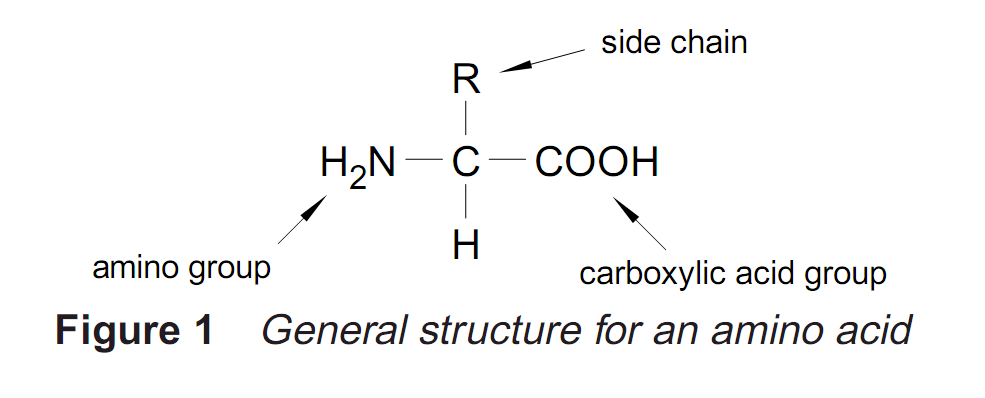 side chain
R
H₂N — C — COOH
H
amino group
carboxylic acid group
Figure 1 General structure for an amino acid